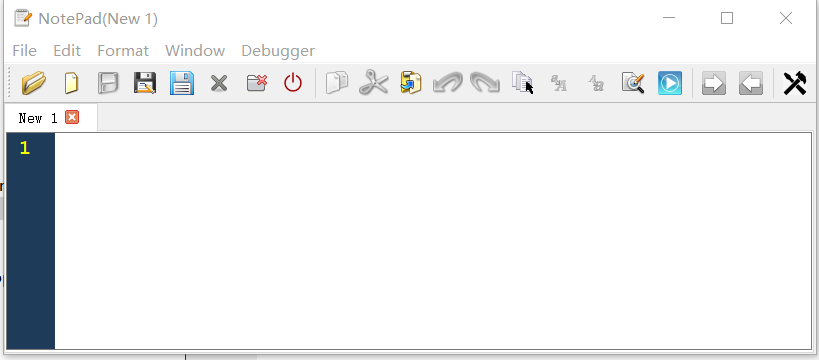 NotePad(New 1)
File Edit Format Window Debugger
New 1
1